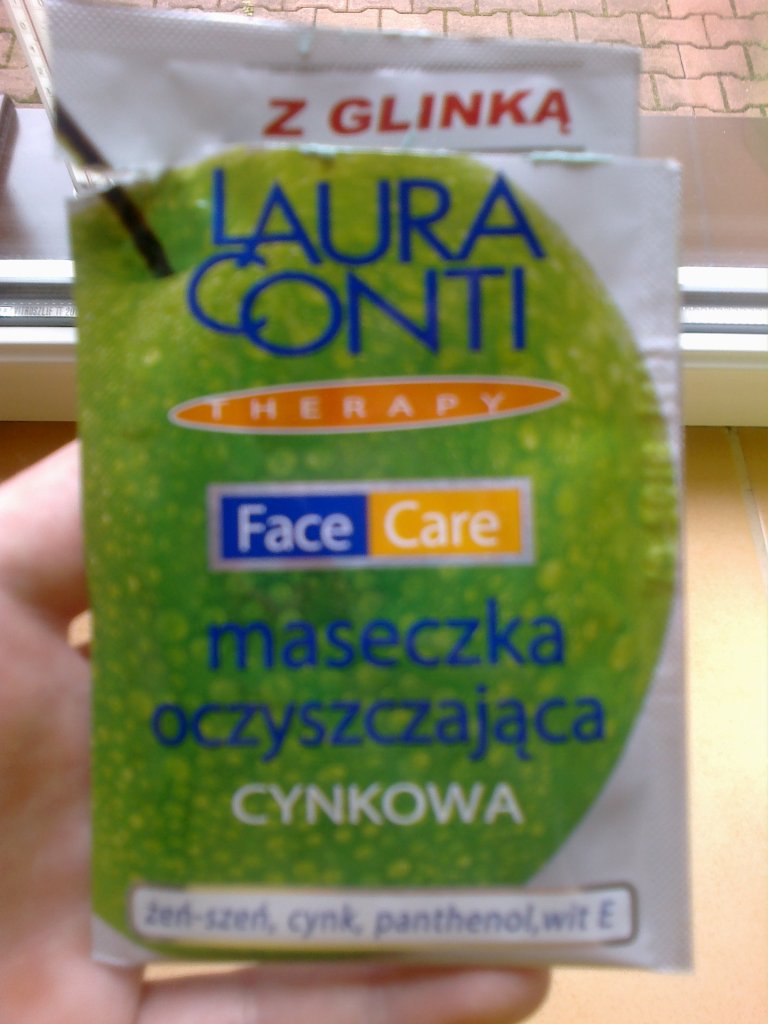 Z GLINKĄ
LAURA
CONTI
THERAPY
Face Care
maseczka
oczyszczająca
CYNKOWA
żeń-szeń, cynk, panthenol,wit E